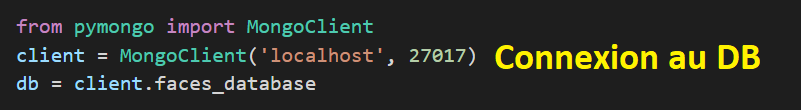 from pymongo import MongoClient
client = MongoClient('localhost', 27017)
Connexion au DB
db = client.faces_database